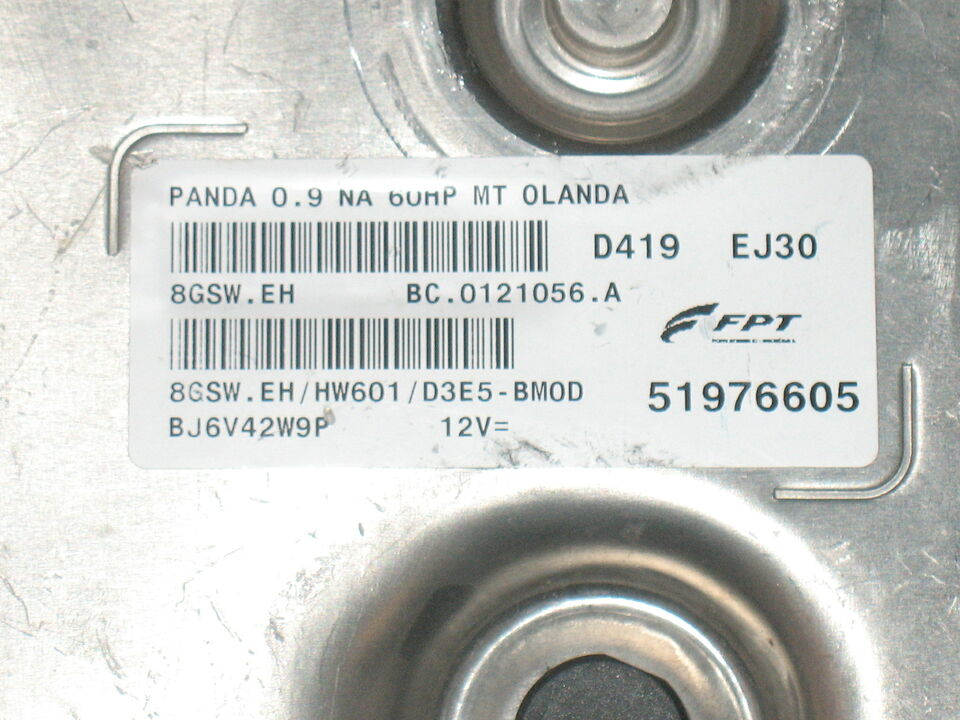 PANDA 0.9 NA 60HP MT OLANDA
D419 EJ30
8GSW.EH BC.0121056.A
FPT
8GSW.EH/HW601/D3E5-BMOD
51976605
BJ6V42W9P 12V=